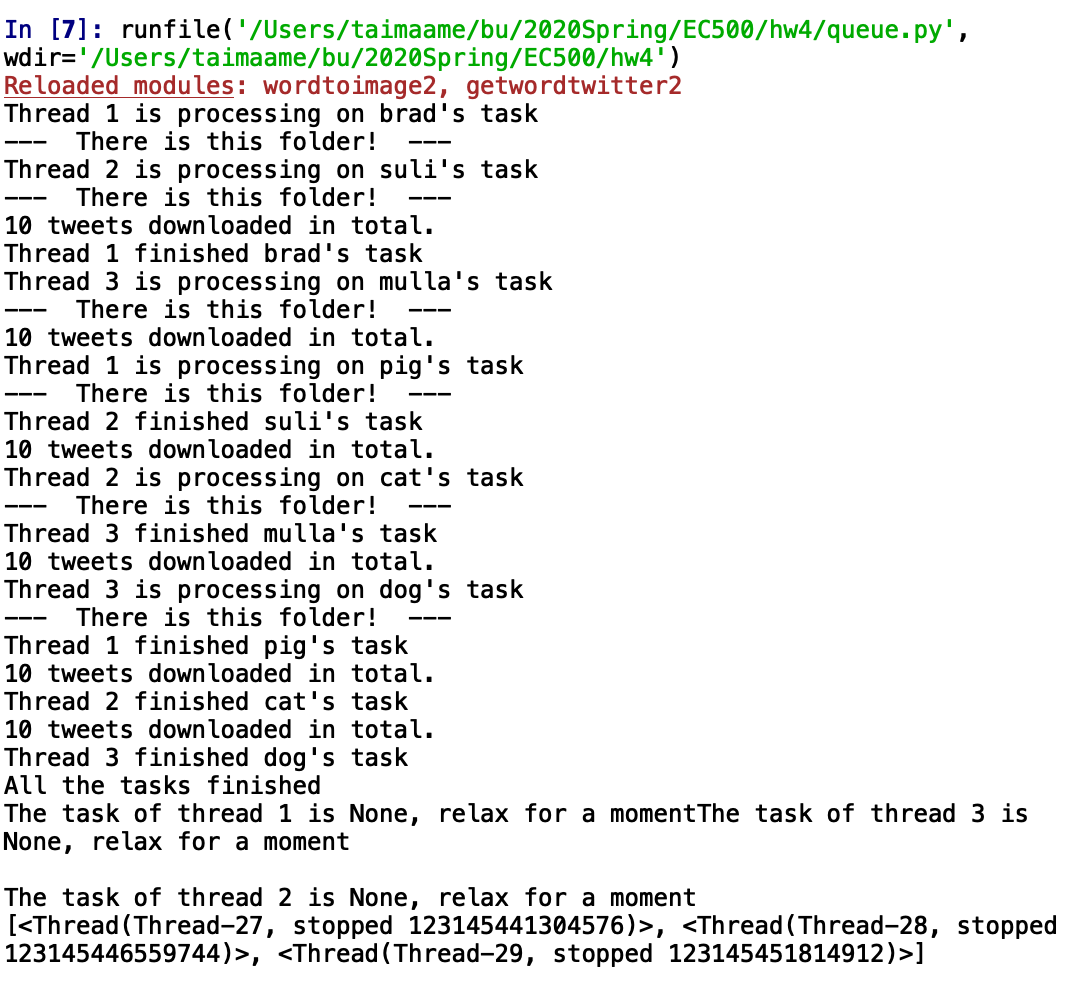 In [7]: runfile('/Users/taimaame/bu/2020Spring/EC500/hw4/queue.py',
wdir='/Users/taimaame/bu/2020Spring/EC500/hw4')
Reloaded modules: wordtoimage2, getwordtwitter2
Thread 1 is processing on brad's task
---  There is this folder!  ---
Thread 2 is processing on suli's task
---  There is this folder!  ---
10 tweets downloaded in total.
Thread 1 finished brad's task
Thread 3 is processing on mulla's task
---  There is this folder!  ---
10 tweets downloaded in total.
Thread 1 is processing on pig's task
---  There is this folder!  ---
Thread 2 finished suli's task
10 tweets downloaded in total.
Thread 2 is processing on cat's task
---  There is this folder!  ---
Thread 3 finished mulla's task
10 tweets downloaded in total.
Thread 3 is processing on dog's task
---  There is this folder!  ---
Thread 1 finished pig's task
10 tweets downloaded in total.
Thread 2 finished cat's task
10 tweets downloaded in total.
Thread 3 finished dog's task
All the tasks finished
The task of thread 1 is None, relax for a momentThe task of thread 3 is
None, relax for a moment

The task of thread 2 is None, relax for a moment
[<Thread(Thread-27, stopped 123145441304576)>, <Thread(Thread-28, stopped
123145446559744)>, <Thread(Thread-29, stopped 123145451814912)>]